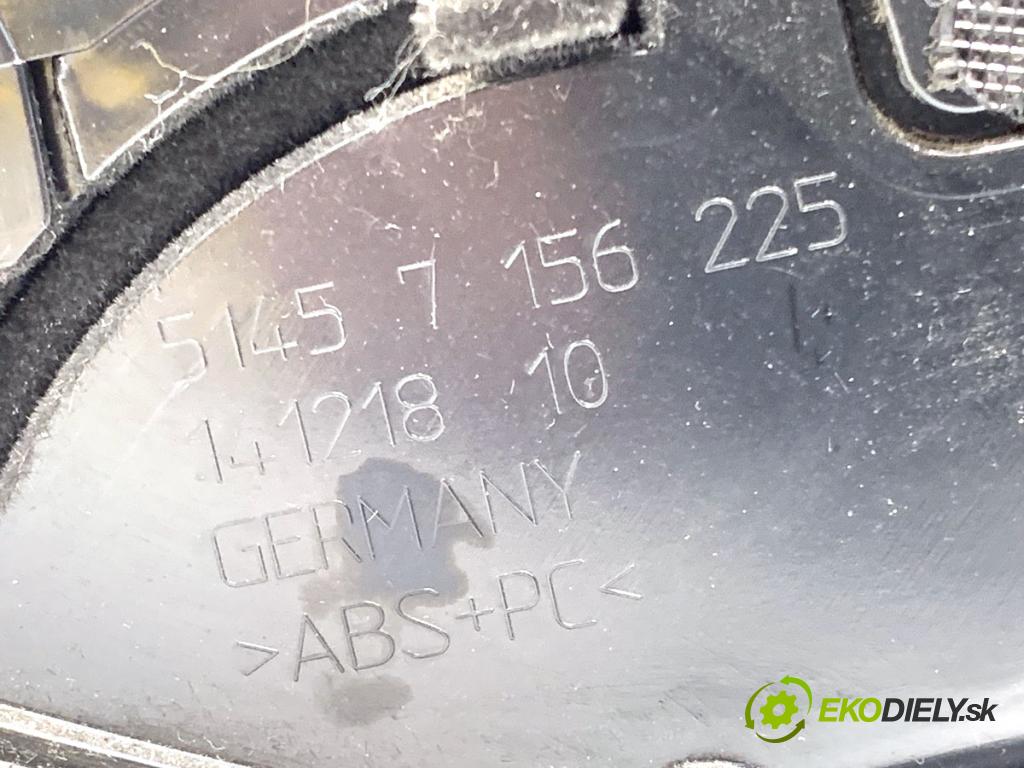 5145 7 156 225
141218 10
GERMANY
>ABS+PC<
EKODIELY.sk